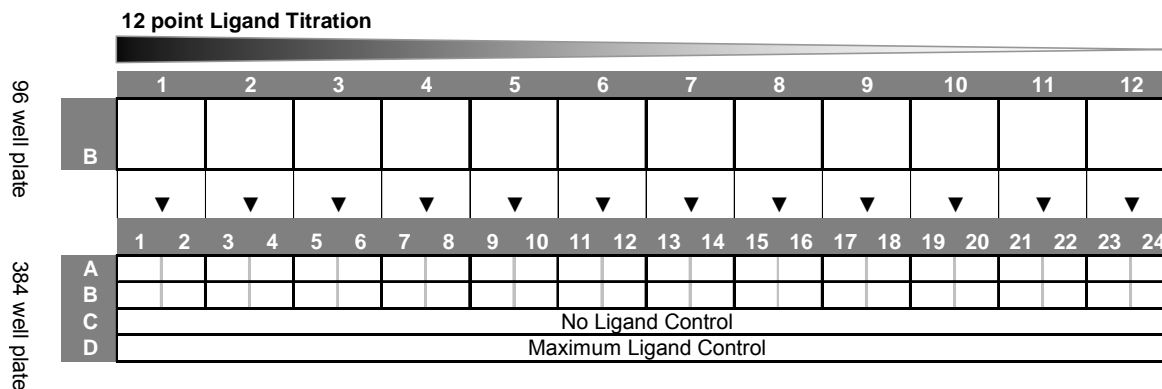 12 point Ligand Titration
96 well plate
1 2 3 4 5 6 7 8 9 10 11 12
B
384 well plate
1 2 3 4 5 6 7 8 9 10 11 12 13 14 15 16 17 18 19 20 21 22 23 24
A
B
C No Ligand Control
D Maximum Ligand Control